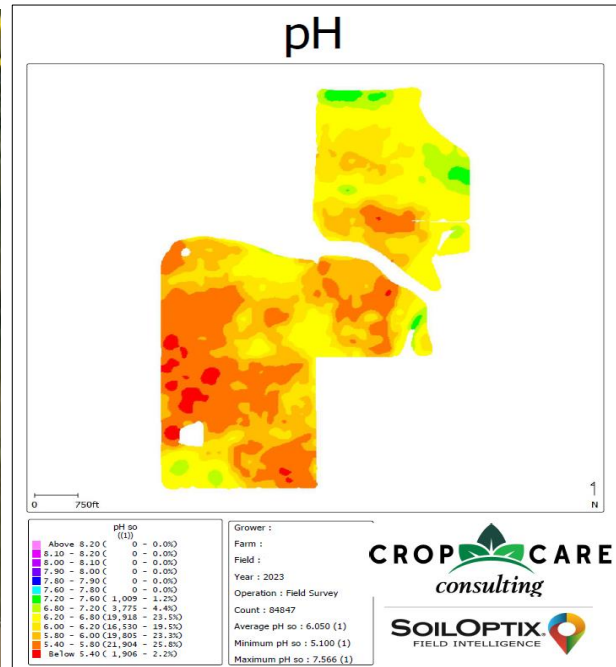 pH
0 750ft
N
pH so
((1))
Above 8.20 ( 0 - 0.0%)
8.10 - 8.20 ( 0 - 0.0%)
8.00 - 8.10 ( 0 - 0.0%)
7.90 - 8.00 ( 0 - 0.0%)
7.80 - 7.90 ( 0 - 0.0%)
7.60 - 7.80 ( 0 - 0.0%)
7.20 - 7.60 ( 1,009 - 1.2%)
6.80 - 7.20 ( 3,775 - 4.4%)
6.20 - 6.80 (19,918 - 23.5%)
6.00 - 6.20 (16,530 - 19.5%)
5.80 - 6.00 (19,805 - 23.3%)
5.40 - 5.80 (21,904 - 25.8%)
Below 5.40 ( 1,906 - 2.2%)
Grower :
Farm :
Field :
Year : 2023
Operation : Field Survey
Count : 84847
Average pH so : 6.050 (1)
Minimum pH so : 5.100 (1)
Maximum pH so : 7.566 (1)
CROP CARE
consulting
SOILOPTIX®
FIELD INTELLIGENCE